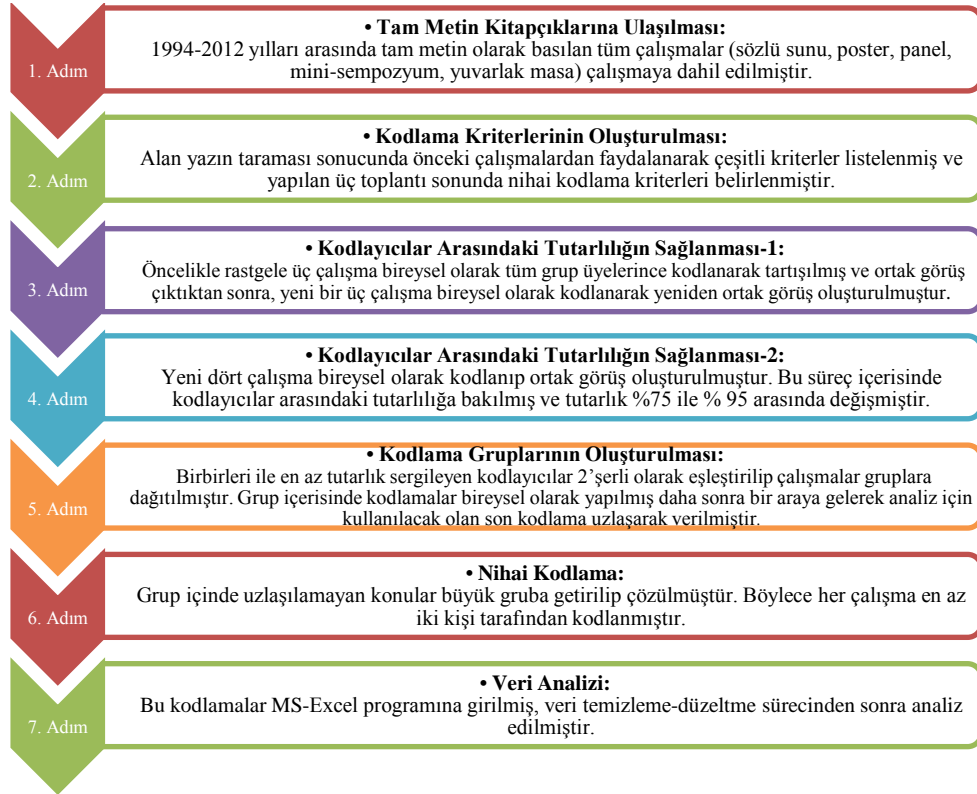 • Tam Metin Kitapçıklarına Ulaşılması:
1. Adım
1994-2012 yılları arasında tam metin olarak basılan tüm çalışmalar (sözlü sunu, poster, panel,
mini-sempozyum, yuvarlak masa) çalışmaya dahil edilmiştir.
• Kodlama Kriterlerinin Oluşturulması:
2. Adım
Alan yazın taraması sonucunda önceki çalışmalardan faydalanarak çeşitli kriterler listelenmiş ve
yapılan üç toplantı sonunda nihai kodlama kriterleri belirlenmiştir.
• Kodlayıcılar Arasındaki Tutarlılığın Sağlanması-1:
3. Adım
Öncelikle rastgele üç çalışma bireysel olarak tüm grup üyelerince kodlanarak tartışılmış ve ortak görüş
çıktıktan sonra, yeni bir üç çalışma bireysel olarak kodlanarak yeniden ortak görüş oluşturulmuştur.
• Kodlayıcılar Arasındaki Tutarlılığın Sağlanması-2:
4. Adım
Yeni dört çalışma bireysel olarak kodlanıp ortak görüş oluşturulmuştur. Bu süreç içerisinde
kodlayıcılar arasındaki tutarlılığa bakılmış ve tutarlık %75 ile % 95 arasında değişmiştir.
• Kodlama Gruplarının Oluşturulması:
5. Adım
Birbirleri ile en az tutarlık sergileyen kodlayıcılar 2’şerli olarak eşleştirilip çalışmalar gruplara
dağıtılmıştır. Grup içerisinde kodlamalar bireysel olarak yapılmış daha sonra bir araya gelerek analiz için
kullanılacak olan son kodlama uzlaşarak verilmiştir.
• Nihai Kodlama:
6. Adım
Grup içinde uzlaşılamayan konular büyük gruba getirilip çözülmüştür. Böylece her çalışma en az
iki kişi tarafından kodlanmıştır.
• Veri Analizi:
7. Adım
Bu kodlamalar MS-Excel programına girilmiş, veri temizleme-düzeltme sürecinden sonra analiz
edilmiştir.